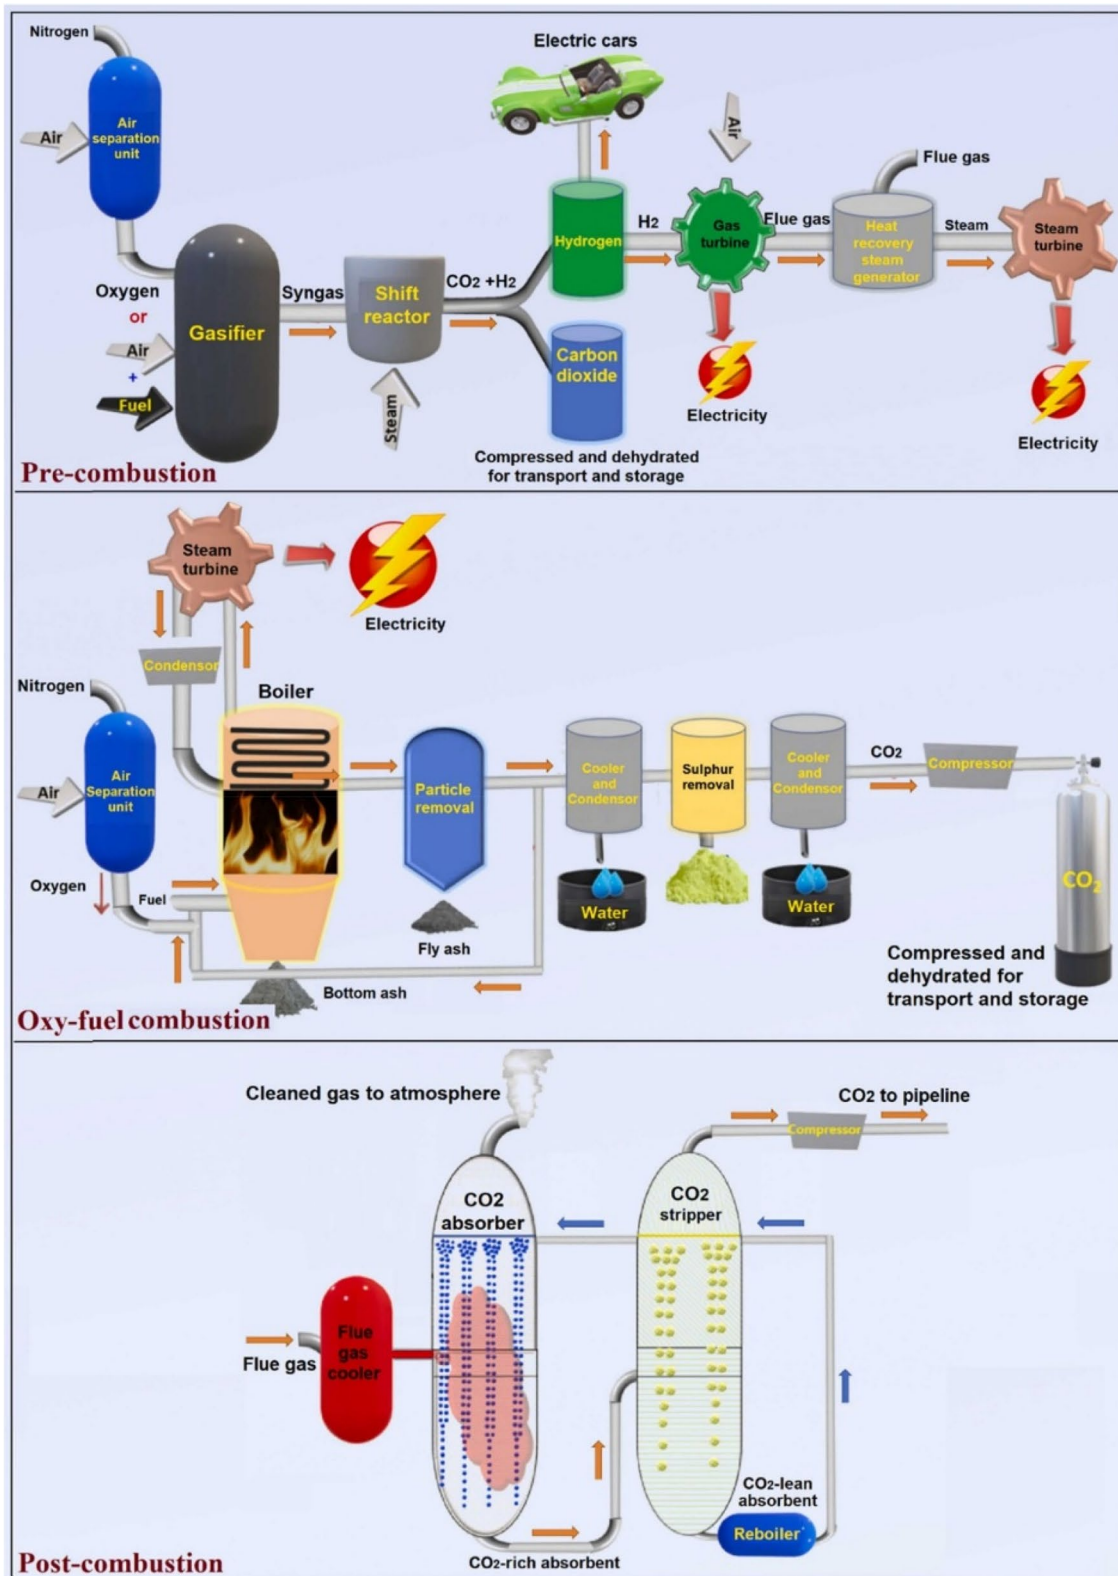 Electric cars
Nitrogen
Air
Air
separation
unit
Air
Flue gas
Hydrogen
H2
Gas
turbine
Flue gas
Heat
recovery
steam
generator
Steam
Steam
turbine
Oxygen
or
Air
+
Fuel
Gasifier
Syngas
Shift
reactor
CO2 +H2
Carbon
dioxide
Steam
Electricity
Electricity
Compressed and dehydrated
for transport and storage
Pre-combustion
Steam
turbine
Electricity
Condensor
Nitrogen
Boiler
Air
Air
Separation
unit
Particle
removal
Cooler
and
Condensor
Sulphur
removal
Cooler
and
Condensor
CO2
Compressor
CO2
Oxygen
Fuel
Water
Water
Fly ash
Bottom ash
Compressed and
dehydrated for
transport and storage
Oxy-fuel combustion
Cleaned gas to atmosphere
CO2 to pipeline
Compressor
CO2
absorber
CO2
stripper
Flue gas
Flue
gas
cooler
CO2-lean
absorbent
Reboiler
CO2-rich absorbent
Post-combustion